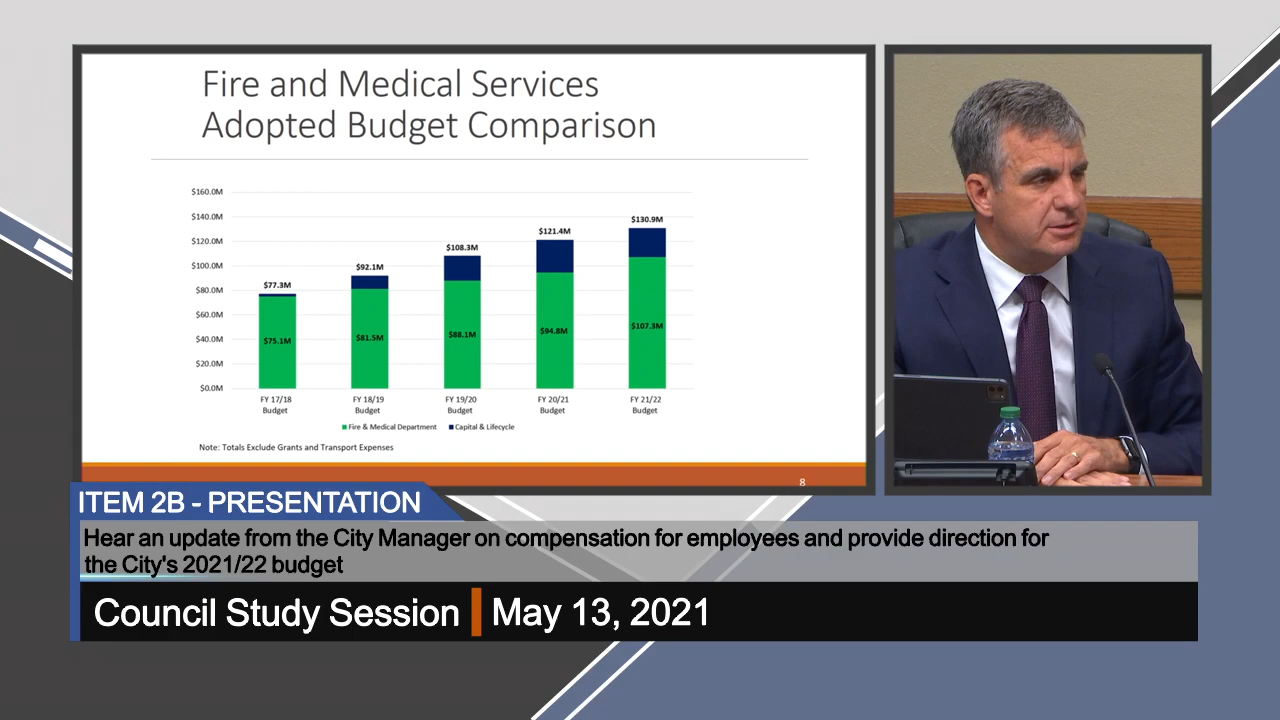 Fire and Medical Services
Adopted Budget Comparison
$160.0M
$140.0M
$120.0M
$100.0M
$80.0M
$60.0M
$40.0M
$20.0M
$0.0M
$77.3M
$92.1M
$108.3M
$121.4M
$130.9M
$75.1M
$81.5M
$88.1M
$94.8M
$107.3M
FY 17/18
Budget
FY 18/19
Budget
FY 19/20
Budget
FY 20/21
Budget
FY 21/22
Budget
Fire & Medical Department
Capital & Lifecycle
Note: Totals Exclude Grants and Transport Expenses
8
ITEM 2B - PRESENTATION
Hear an update from the City Manager on compensation for employees and provide direction for
the City's 2021/22 budget
Council Study Session
May 13, 2021